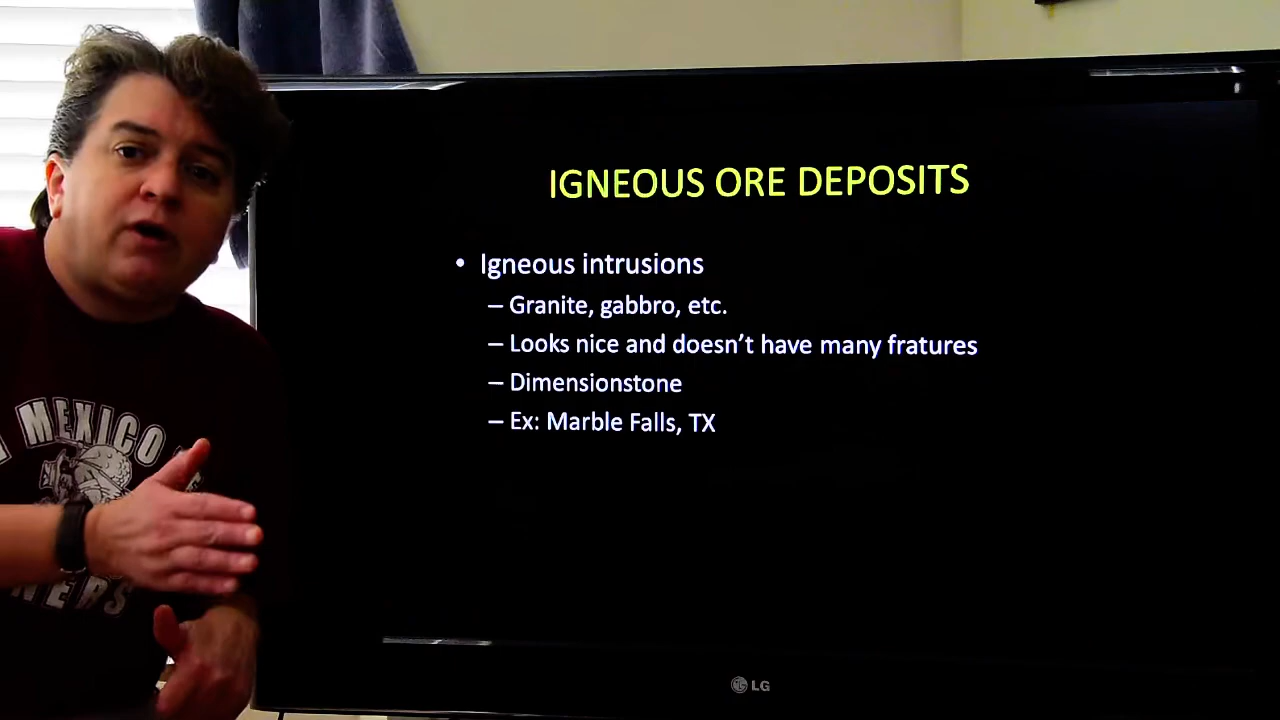 IGNEOUS ORE DEPOSITS
• Igneous intrusions
– Granite, gabbro, etc.
– Looks nice and doesn't have many fratures
– Dimensionstone
– Ex: Marble Falls, TX
MEXICO
LG